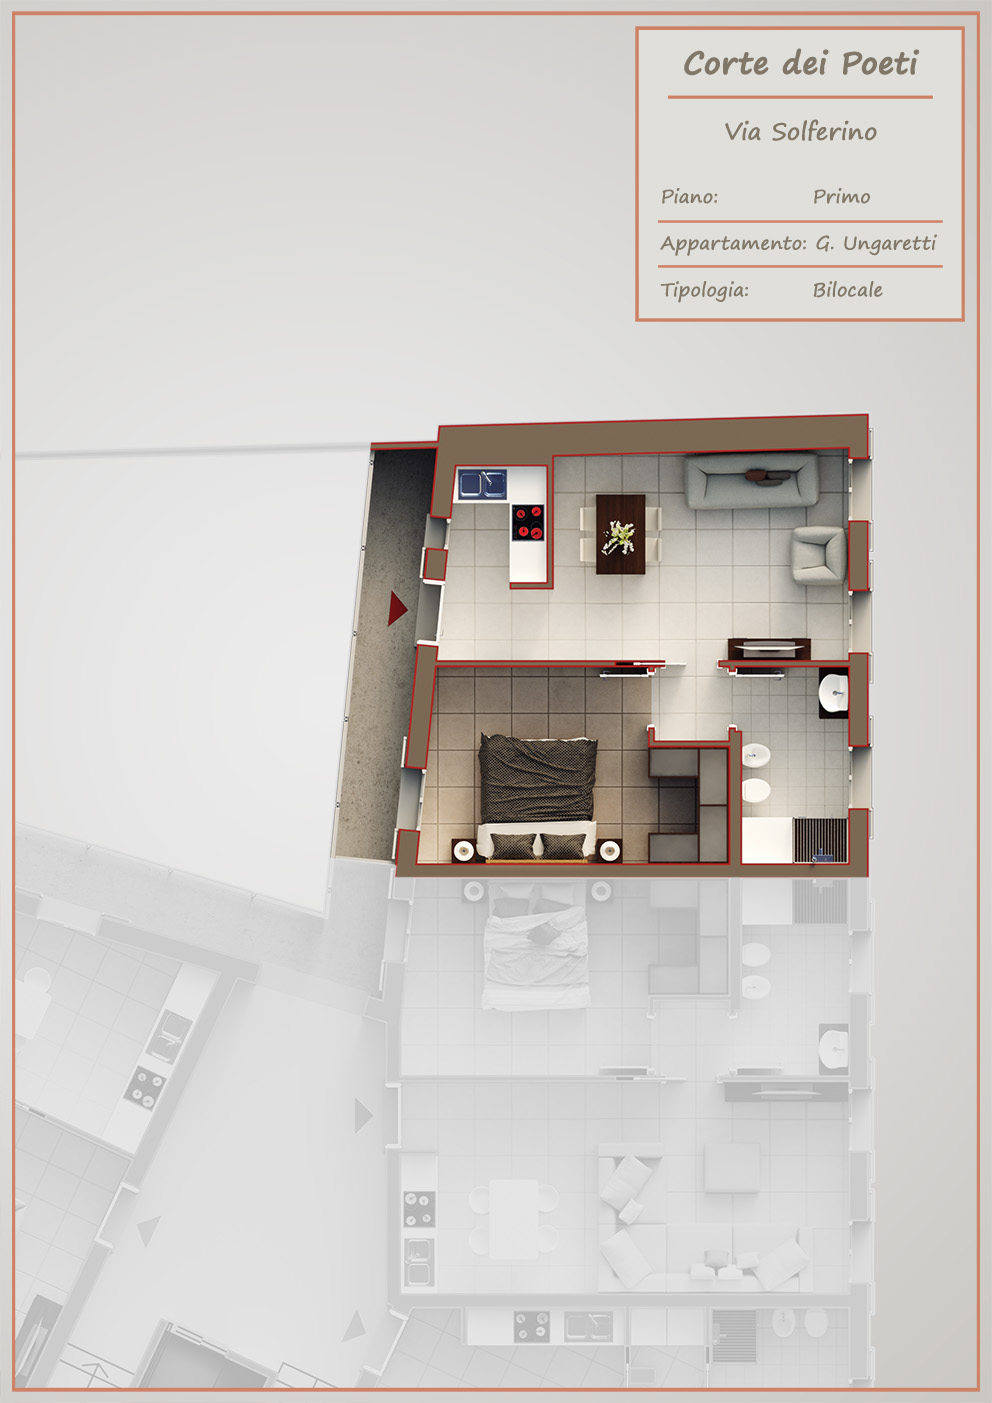 Corte dei Poeti
Via Solferino
Piano: Primo
Appartamento: G. Ungaretti
Tipologia: Bilocale